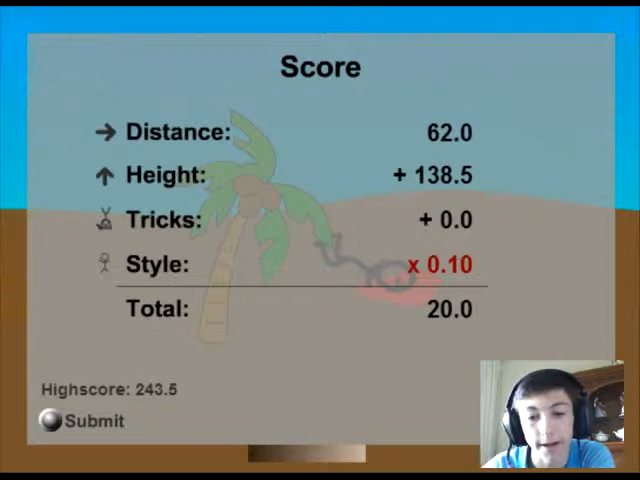 Score
Distance: 62.0
Height: + 138.5
Tricks: + 0.0
Style: x 0.10
Total: 20.0
Highscore: 243.5
Submit